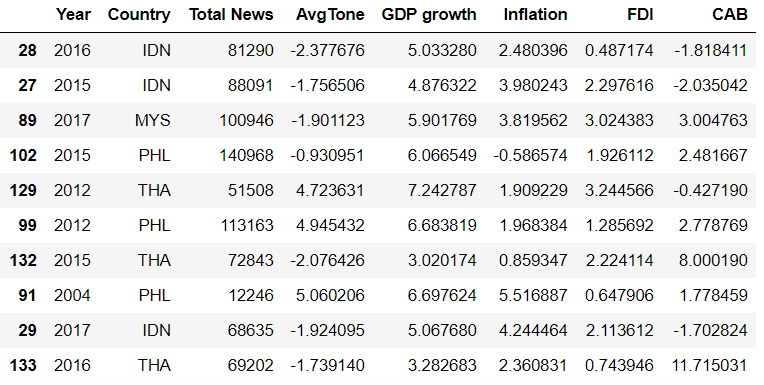 Year Country Total News AvgTone GDP growth Inflation FDI CAB
28 2016 IDN 81290 -2.377676 5.033280 2.480396 0.487174 -1.818411
27 2015 IDN 88091 -1.756506 4.876322 3.980243 2.297616 -2.035042
89 2017 MYS 100946 -1.901123 5.901769 3.819562 3.024383 3.004763
102 2015 PHL 140968 -0.930951 6.066549 -0.586574 1.926112 2.481667
129 2012 THA 51508 4.723631 7.242787 1.909229 3.244566 -0.427190
99 2012 PHL 113163 4.945432 6.683819 1.968384 1.285692 2.778769
132 2015 THA 72843 -2.076426 3.020174 0.859347 2.224114 8.000190
91 2004 PHL 12246 5.060206 6.697624 5.516887 0.647906 1.778459
29 2017 IDN 68635 -1.924095 5.067680 4.244464 2.113612 -1.702824
133 2016 THA 69202 -1.739140 3.282683 2.360831 0.743946 11.715031